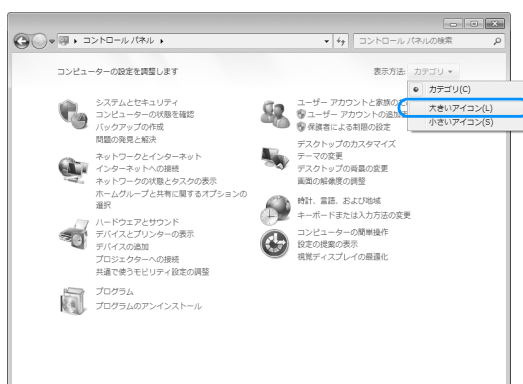 コントロール パネル
コントロール パネルの検索
コンピューターの設定を調整します
表示方法: カテゴリ
カテゴリ(C)
大きいアイコン(L)
小さいアイコン(S)
システムとセキュリティ
コンピューターの状態を確認
バックアップの作成
問題の発見と解決
ネットワークとインターネット
インターネットへの接続
ネットワークの状態とタスクの表示
ホームグループと共有に関するオプションの
選択
ハードウェアとサウンド
デバイスとプリンターの表示
デバイスの追加
プロジェクターへの接続
共通で使うモビリティ設定の調整
プログラム
プログラムのアンインストール
ユーザー アカウントと家族の
ユーザー アカウントの追加
保護者による制限の設定
デスクトップのカスタマイズ
テーマの変更
デスクトップの背景の変更
画面の解像度の調整
時計、言語、および地域
キーボードまたは入力方法の変更
コンピューターの簡単操作
設定の提案の表示
視覚ディスプレイの最適化